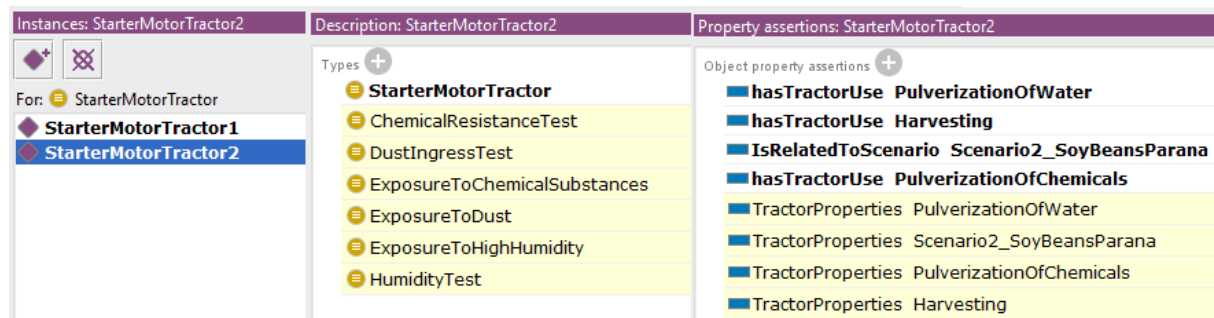 Instances: StarterMotorTractor2
For: StarterMotorTractor
StarterMotorTractor1
StarterMotorTractor2
Description: StarterMotorTractor2
Types
StarterMotorTractor
ChemicalResistanceTest
DustIngressTest
ExposureToChemicalSubstances
ExposureToDust
ExposureToHighHumidity
HumidityTest
Property assertions: StarterMotorTractor2
Object property assertions
hasTractorUse PulverizationOfWater
hasTractorUse Harvesting
IsRelatedToScenario Scenario2_SoyBeansParana
hasTractorUse PulverizationOfChemicals
TractorProperties PulverizationOfWater
TractorProperties Scenario2_SoyBeansParana
TractorProperties PulverizationOfChemicals
TractorProperties Harvesting